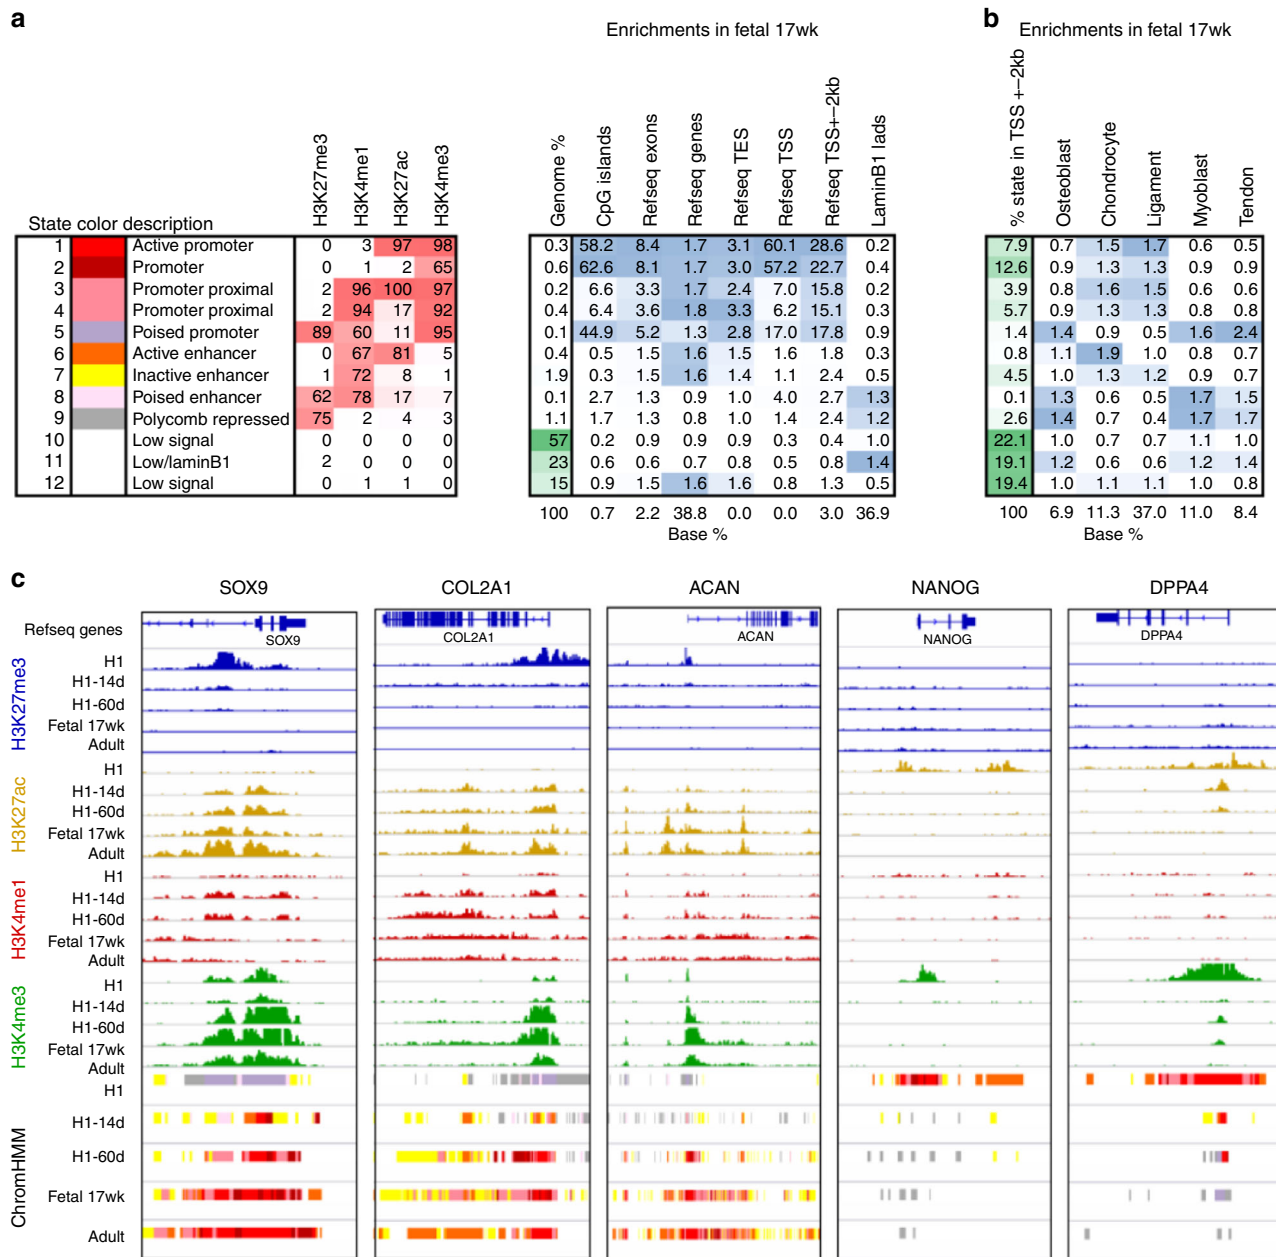 a
Enrichments in fetal 17wk
State color description
H3K27me3
H3K4me1
H3K27ac
H3K4me3
Genome %
CpG islands
Refseq exons
Refseq genes
Refseq TES
Refseq TSS
Refseq TSS+−2kb
LaminB1 lads
1 Active promoter 0 3 97 98 0.3 58.2 8.4 1.7 3.1 60.1 28.6 0.2
2 Promoter 0 1 2 65 0.6 62.6 8.1 1.7 3.0 57.2 22.7 0.4
3 Promoter proximal 2 96 100 97 0.2 6.6 3.3 1.7 2.4 7.0 15.8 0.2
4 Promoter proximal 2 94 17 92 0.4 6.4 3.6 1.8 3.3 6.2 15.1 0.3
5 Poised promoter 89 60 11 95 0.1 44.9 5.2 1.3 2.8 17.0 17.8 0.9
6 Active enhancer 0 67 81 5 0.4 0.5 1.5 1.6 1.5 1.6 1.8 0.3
7 Inactive enhancer 1 72 8 1 1.9 0.3 1.5 1.6 1.4 1.1 2.4 0.5
8 Poised enhancer 62 78 17 7 0.1 2.7 1.3 0.9 1.0 4.0 2.7 1.3
9 Polycomb repressed 75 2 4 3 1.1 1.7 1.3 0.8 1.0 1.4 2.4 1.2
10 Low signal 0 0 0 0 57 0.2 0.9 0.9 0.9 0.3 0.4 1.0
11 Low/laminB1 2 0 0 0 23 0.6 0.6 0.7 0.8 0.5 0.8 1.4
12 Low signal 0 1 1 0 15 0.9 1.5 1.6 1.6 0.8 1.3 0.5
100 0.7 2.2 38.8 0.0 0.0 3.0 36.9
Base %
b
Enrichments in fetal 17wk
% state in TSS +−2kb
Osteoblast
Chondrocyte
Ligament
Myoblast
Tendon
7.9 0.7 1.5 1.7 0.6 0.5
12.6 0.9 1.3 1.3 0.9 0.9
3.9 0.8 1.6 1.5 0.6 0.6
5.7 0.9 1.3 1.3 0.8 0.8
1.4 1.4 0.9 0.5 1.6 2.4
0.8 1.1 1.9 1.0 0.8 0.7
4.5 1.0 1.3 1.2 0.9 0.7
0.1 1.3 0.6 0.5 1.7 1.5
2.6 1.4 0.7 0.4 1.7 1.7
22.1 1.0 0.7 0.7 1.1 1.0
19.1 1.2 0.6 0.6 1.2 1.4
19.4 1.0 1.1 1.1 1.0 0.8
100 6.9 11.3 37.0 11.0 8.4
Base %
c
SOX9 COL2A1 ACAN NANOG DPPA4
Refseq genes
SOX9 COL2A1 ACAN NANOG DPPA4
H3K27me3
H1
H1-14d
H1-60d
Fetal 17wk
Adult
H3K27ac
H1
H1-14d
H1-60d
Fetal 17wk
Adult
H3K4me1
H1
H1-14d
H1-60d
Fetal 17wk
Adult
H3K4me3
H1
H1-14d
H1-60d
Fetal 17wk
Adult
ChromHMM
H1
H1-14d
H1-60d
Fetal 17wk
Adult